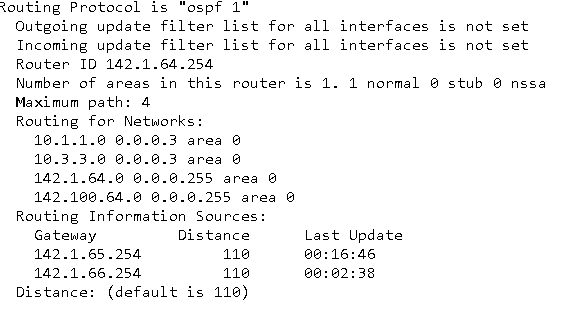 Routing Protocol is "ospf 1"
Outgoing update filter list for all interfaces is not set
Incoming update filter list for all interfaces is not set
Router ID 142.1.64.254
Number of areas in this router is 1. 1 normal 0 stub 0 nssa
Maximum path: 4
Routing for Networks:
10.1.1.0 0.0.0.3 area 0
10.3.3.0 0.0.0.3 area 0
142.1.64.0 0.0.0.255 area 0
142.100.64.0 0.0.0.255 area 0
Routing Information Sources:
Gateway Distance Last Update
142.1.65.254 110 00:16:46
142.1.66.254 110 00:02:38
Distance: (default is 110)